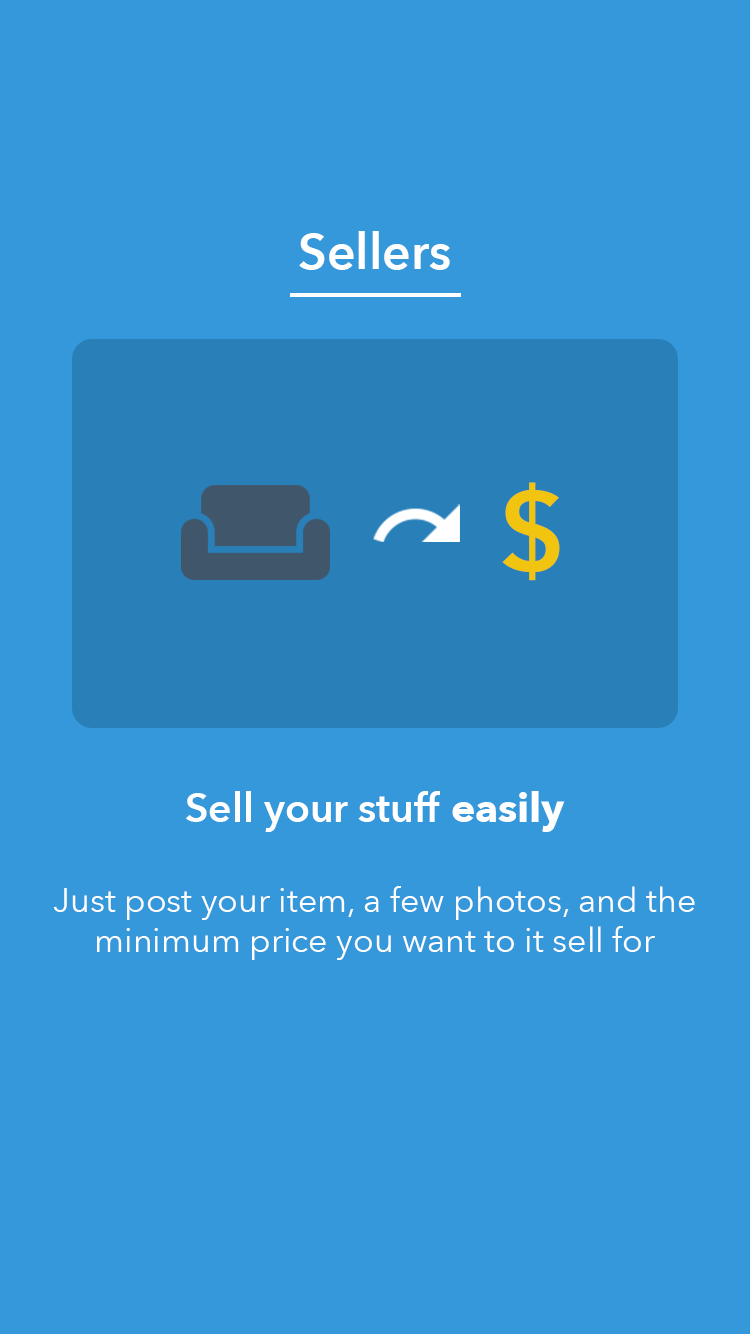 Sellers
$
Sell your stuff easily
Just post your item, a few photos, and the
minimum price you want to it sell for